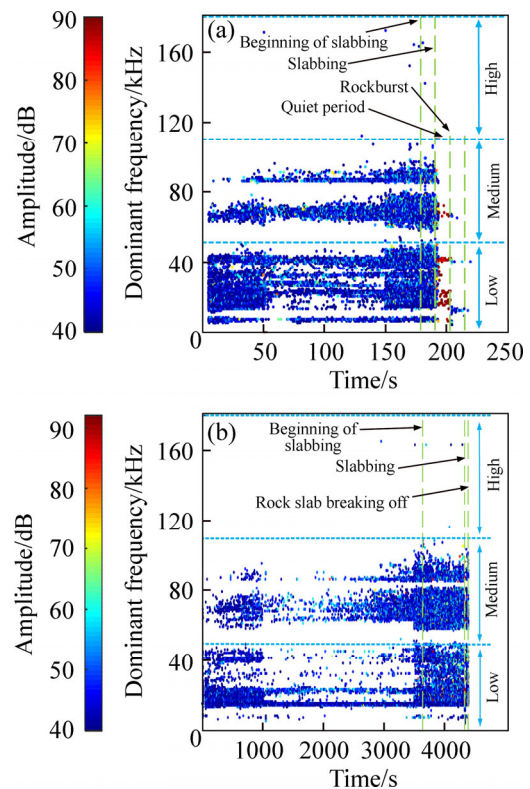 (a)
Amplitude/dB
90
80
70
60
50
40
Dominant frequency/kHz
160
120
80
40
0
50
100
150
200
250
Time/s
Beginning of slabbing
Slabbing
Rockburst
Quiet period
High
Medium
Low
(b)
Amplitude/dB
90
80
70
60
50
40
Dominant frequency/kHz
160
120
80
40
0
0
1000
2000
3000
4000
Time/s
Beginning of
slabbing
Slabbing
Rock slab breaking off
High
Medium
Low